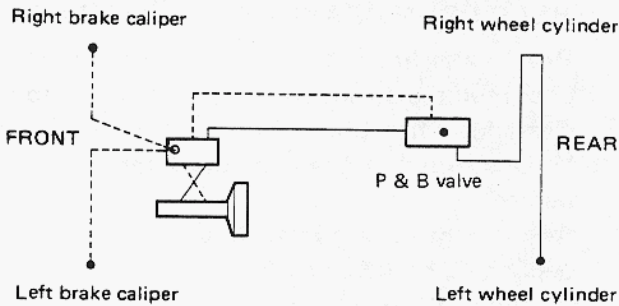 Right brake caliper
Right wheel cylinder
FRONT
REAR
P & B valve
Left brake caliper
Left wheel cylinder